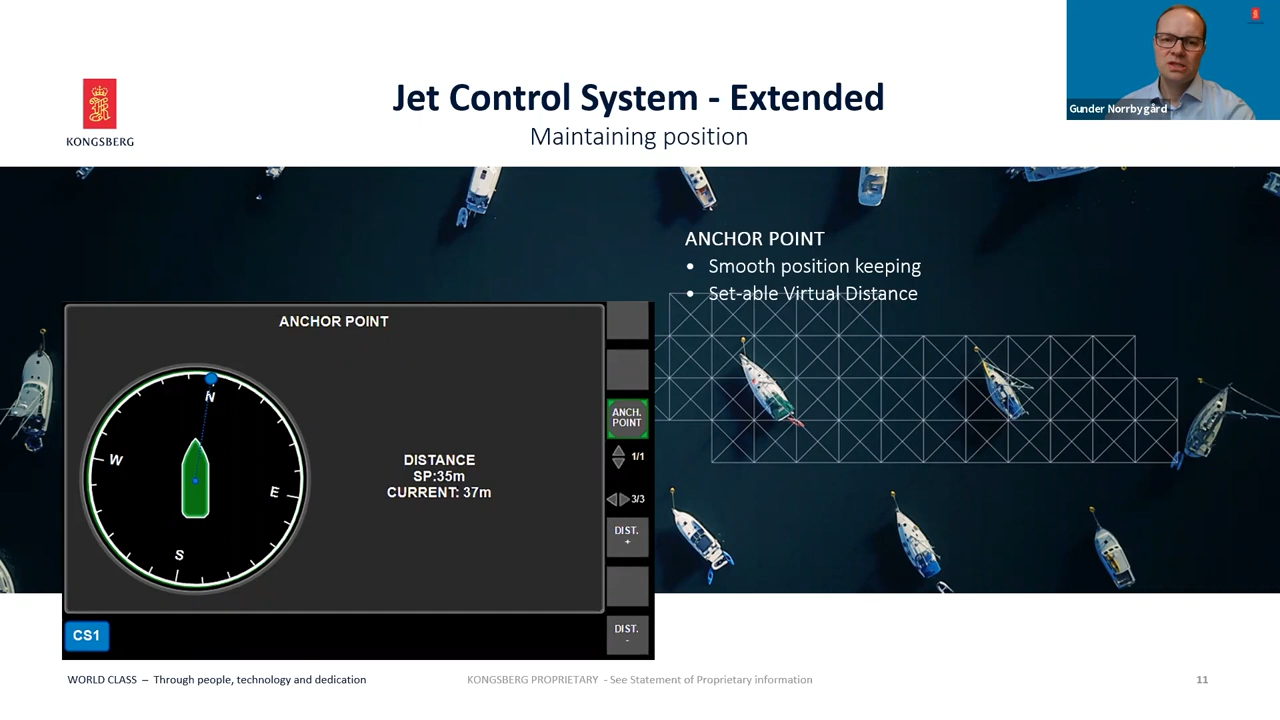 Jet Control System - Extended
Maintaining position
KONGSBERG
Gunder Norrbygård
ANCHOR POINT
• Smooth position keeping
• Set-able Virtual Distance
ANCHOR POINT
N
W
E
S
DISTANCE
SP:35m
CURRENT: 37m
ANCH.
POINT
1/1
3/3
DIST.
+
DIST.
-
CS1
WORLD CLASS – Through people, technology and dedication
KONGSBERG PROPRIETARY - See Statement of Proprietary information
11